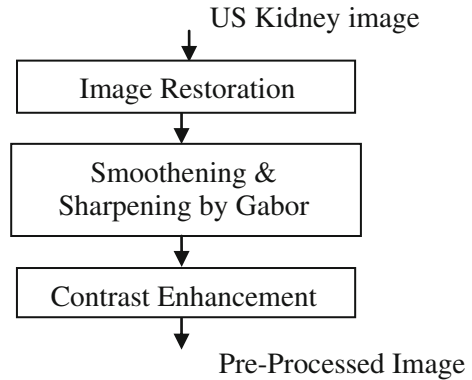 US Kidney image
Image Restoration
Smoothening &
Sharpening by Gabor
Contrast Enhancement
Pre-Processed Image